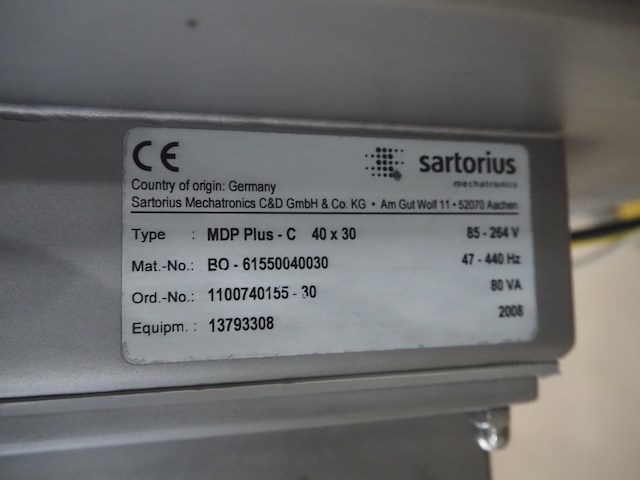 CE
sartorius
mechatronics
Country of origin: Germany
Sartorius Mechatronics C&D GmbH & Co. KG • Am Gut Wolf 11 • 52070 Aachen
Type : MDP Plus - C 40 x 30 85 - 264 V
Mat.-No.: BO - 61550040030 47 - 440 Hz
Ord.-No.: 1100740155 - 30 80 VA
Equipm. : 13793308 2008